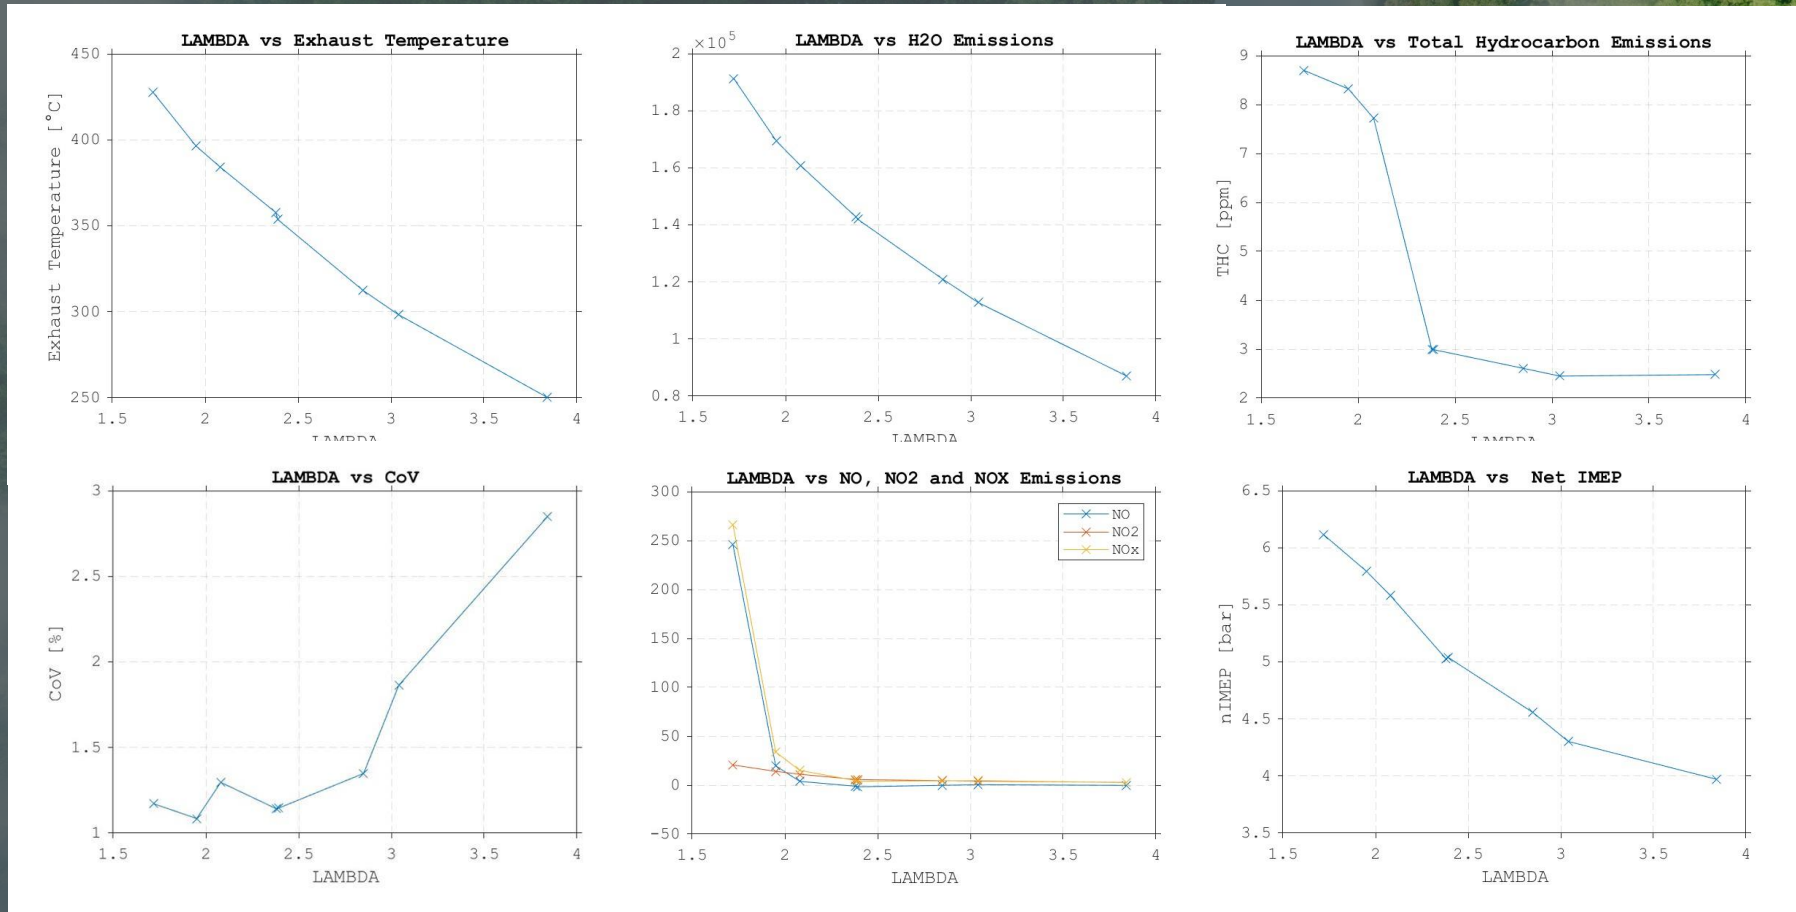 LAMBDA vs Exhaust Temperature
450
400
350
300
250
Exhaust Temperature [°C]
1.5 2 2.5 3 3.5 4
LAMBDA
LAMBDA vs H2O Emissions
×10^5
2
1.8
1.6
1.4
1.2
1
0.8
1.5 2 2.5 3 3.5 4
LAMBDA
LAMBDA vs Total Hydrocarbon Emissions
9
8
7
6
5
4
3
2
THC [ppm]
1.5 2 2.5 3 3.5 4
LAMBDA
LAMBDA vs CoV
3
2.5
2
1.5
1
CoV [%]
1.5 2 2.5 3 3.5 4
LAMBDA
LAMBDA vs NO, NO2 and NOX Emissions
300
250
200
150
100
50
0
-50
NO
NO2
NOx
1.5 2 2.5 3 3.5 4
LAMBDA
LAMBDA vs Net IMEP
6.5
6
5.5
5
4.5
4
3.5
nIMEP [bar]
1.5 2 2.5 3 3.5 4
LAMBDA